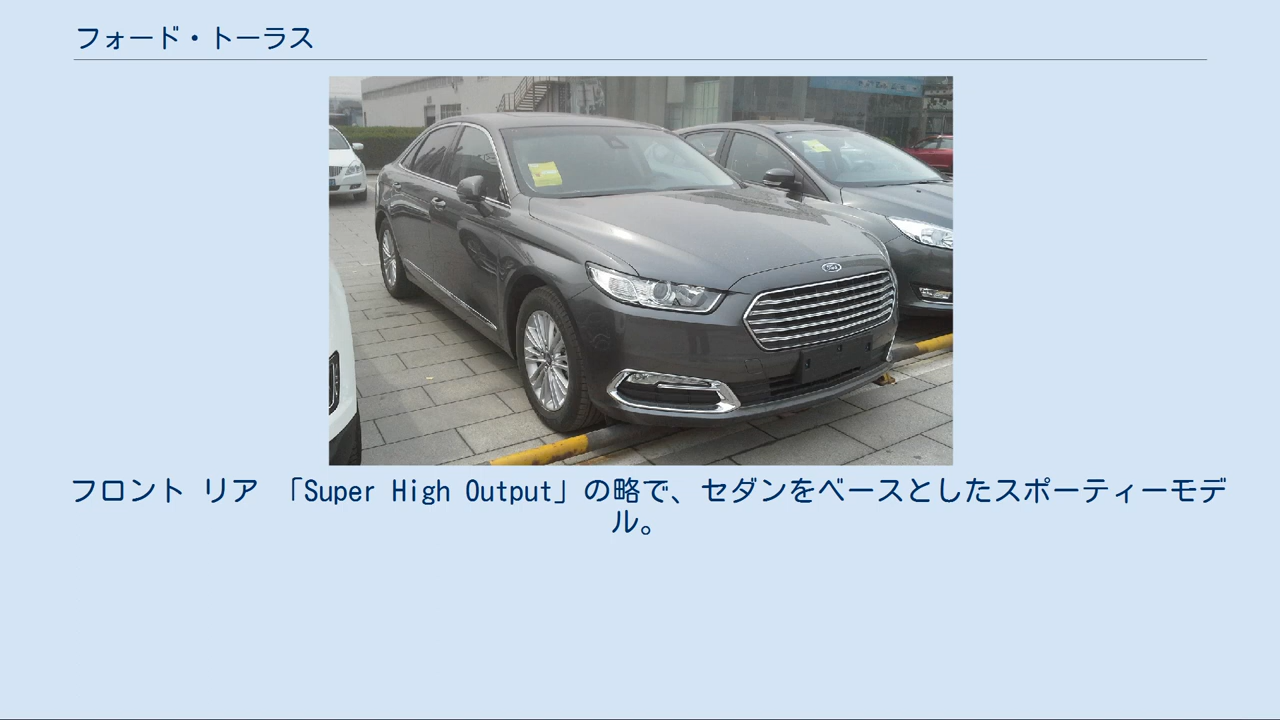 フォード・トーラス
Ford
フロント リア 「Super High Output」の略で、セダンをベースとしたスポーティーモデ
ル。